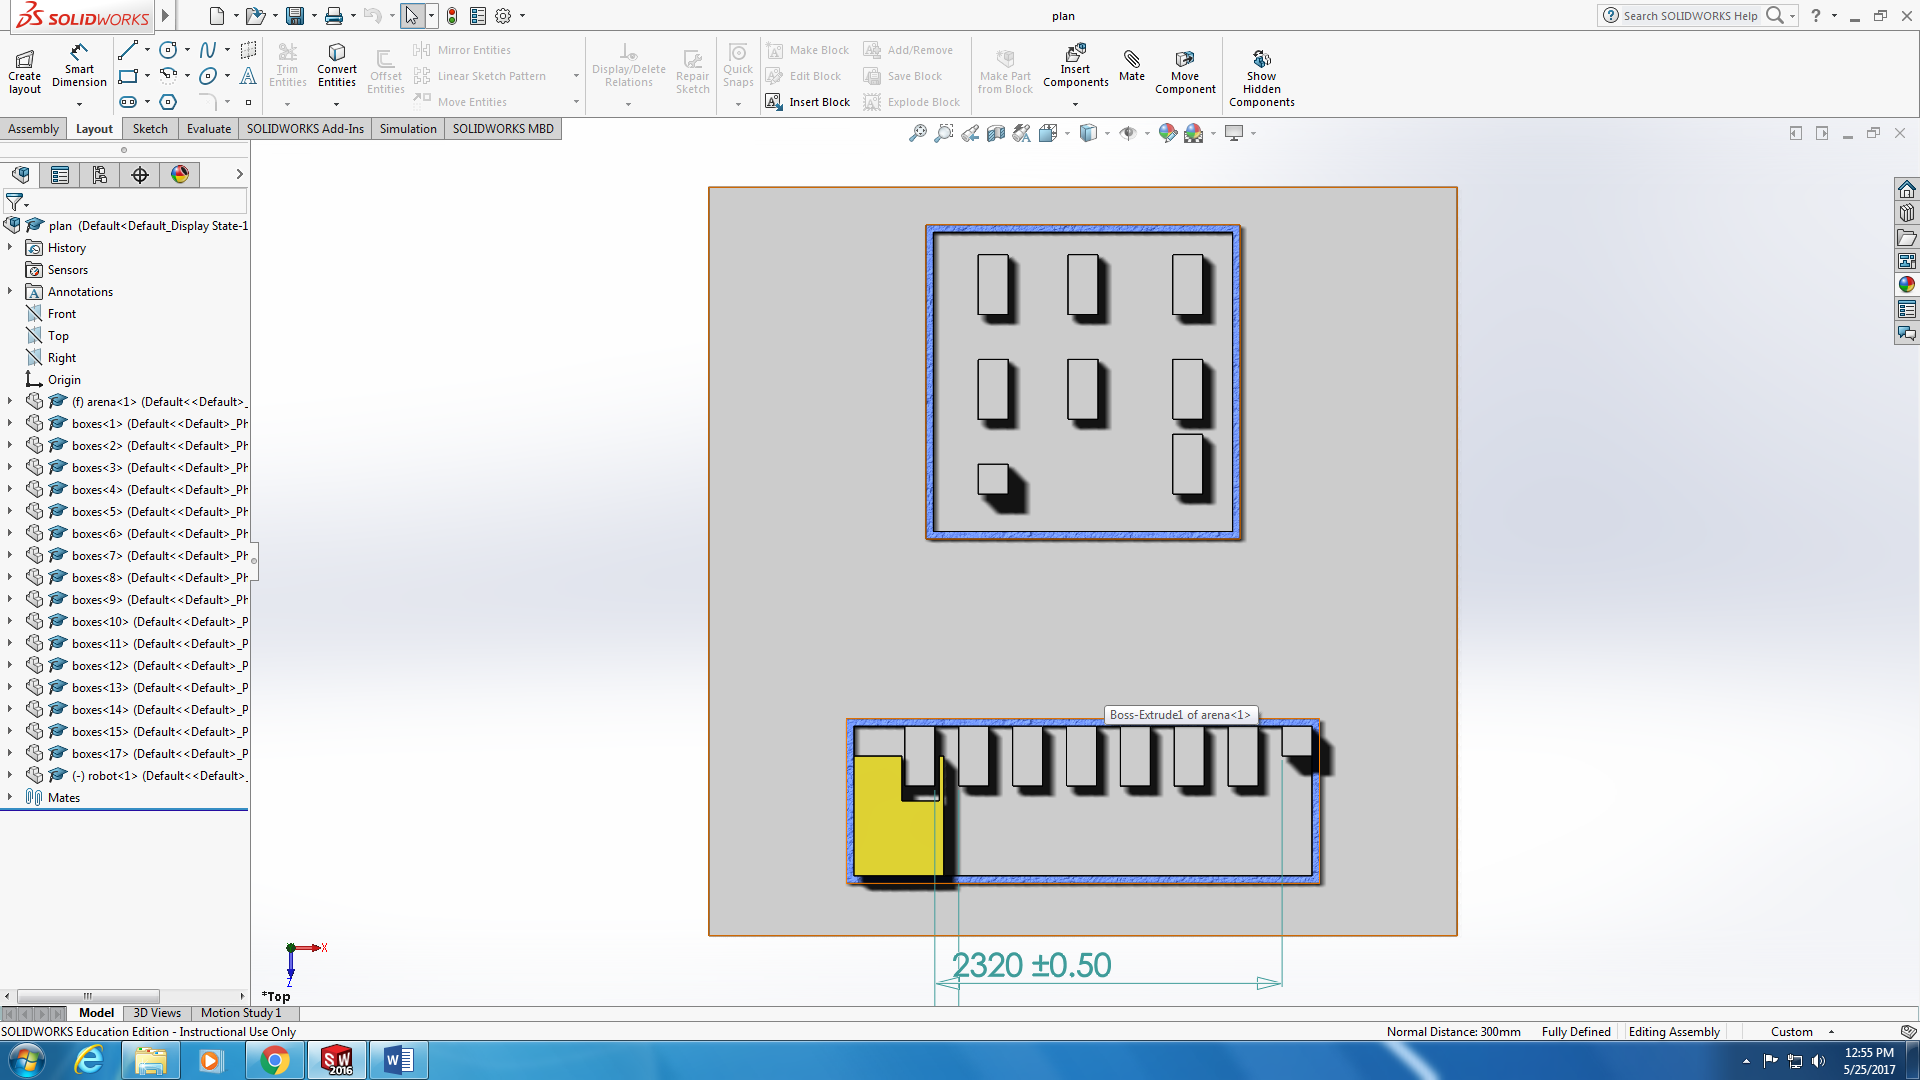 SOLIDWORKS
plan
Search SOLIDWORKS Help
Create layout
Smart Dimension
Trim Entities
Convert Entities
Offset Entities
Mirror Entities
Linear Sketch Pattern
Move Entities
Display/Delete Relations
Repair Sketch
Quick Snaps
Make Block
Edit Block
Insert Block
Add/Remove
Save Block
Explode Block
Make Part from Block
Insert Components
Mate
Move Component
Show Hidden Components
Assembly
Layout
Sketch
Evaluate
SOLIDWORKS Add-Ins
Simulation
SOLIDWORKS MBD
plan (Default<Default_Display State-1
History
Sensors
Annotations
Front
Top
Right
Origin
(f) arena<1> (Default<<Default>_
boxes<1> (Default<<Default>_Ph
boxes<2> (Default<<Default>_Ph
boxes<3> (Default<<Default>_Ph
boxes<4> (Default<<Default>_Ph
boxes<5> (Default<<Default>_Ph
boxes<6> (Default<<Default>_Ph
boxes<7> (Default<<Default>_Ph
boxes<8> (Default<<Default>_Ph
boxes<9> (Default<<Default>_Ph
boxes<10> (Default<<Default>_P
boxes<11> (Default<<Default>_P
boxes<12> (Default<<Default>_P
boxes<13> (Default<<Default>_P
boxes<14> (Default<<Default>_P
boxes<15> (Default<<Default>_P
boxes<17> (Default<<Default>_P
(-) robot<1> (Default<<Default>_
Mates
Boss-Extrude1 of arena<1>
2320 ±0.50
X
Z
*Top
Model
3D Views
Motion Study 1
SOLIDWORKS Education Edition - Instructional Use Only
Normal Distance: 300mm
Fully Defined
Editing Assembly
Custom
SW 2016
12:55 PM
5/25/2017